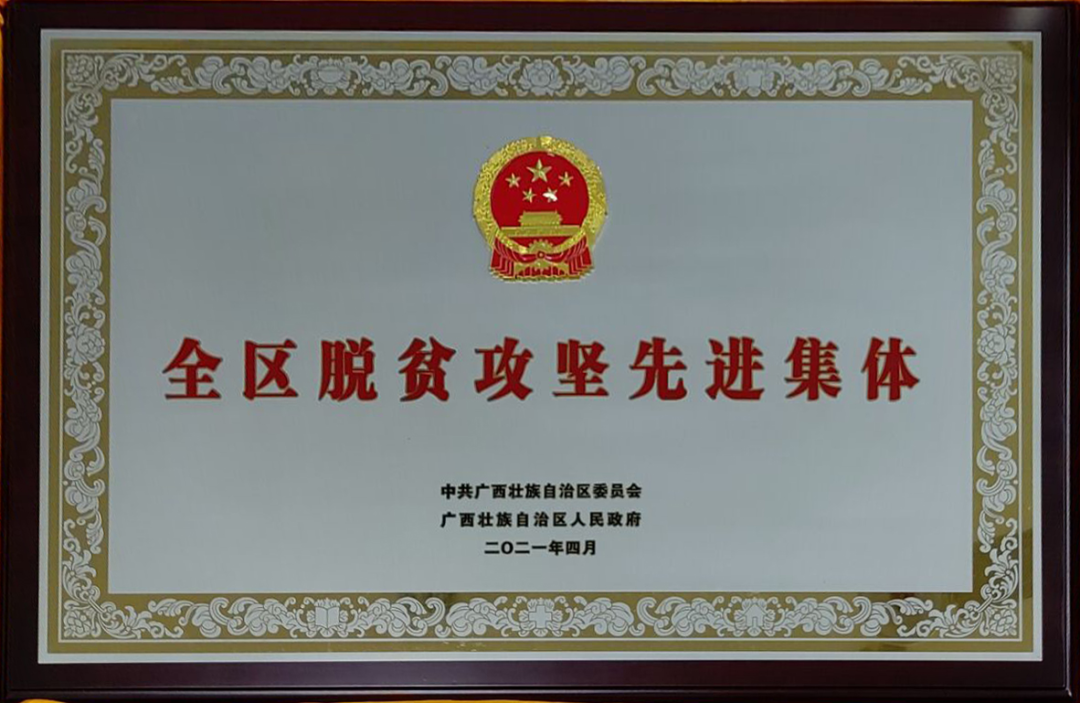 全区脱贫攻坚先进集体
中共广西壮族自治区委员会
广西壮族自治区人民政府
二〇二一年四月